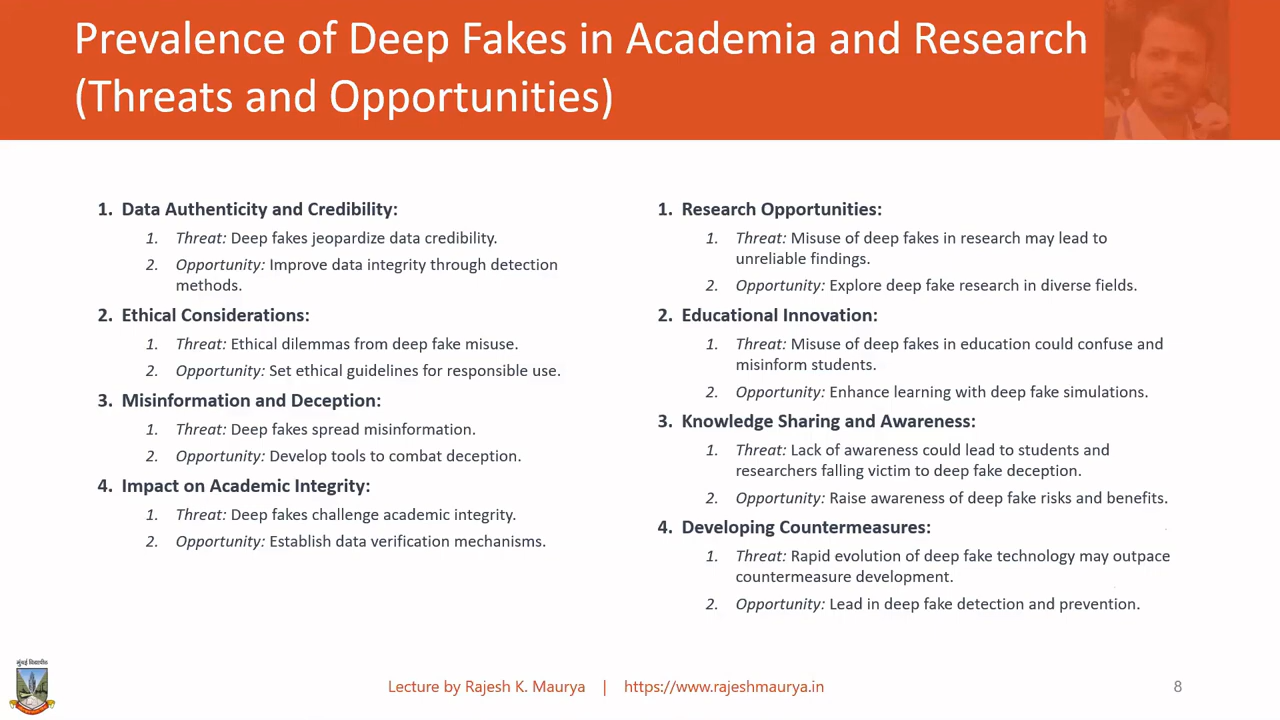 Prevalence of Deep Fakes in Academia and Research
(Threats and Opportunities)
1. Data Authenticity and Credibility:
1. Threat: Deep fakes jeopardize data credibility.
2. Opportunity: Improve data integrity through detection
methods.
2. Ethical Considerations:
1. Threat: Ethical dilemmas from deep fake misuse.
2. Opportunity: Set ethical guidelines for responsible use.
3. Misinformation and Deception:
1. Threat: Deep fakes spread misinformation.
2. Opportunity: Develop tools to combat deception.
4. Impact on Academic Integrity:
1. Threat: Deep fakes challenge academic integrity.
2. Opportunity: Establish data verification mechanisms.
1. Research Opportunities:
1. Threat: Misuse of deep fakes in research may lead to
unreliable findings.
2. Opportunity: Explore deep fake research in diverse fields.
2. Educational Innovation:
1. Threat: Misuse of deep fakes in education could confuse and
misinform students.
2. Opportunity: Enhance learning with deep fake simulations.
3. Knowledge Sharing and Awareness:
1. Threat: Lack of awareness could lead to students and
researchers falling victim to deep fake deception.
2. Opportunity: Raise awareness of deep fake risks and benefits.
4. Developing Countermeasures:
1. Threat: Rapid evolution of deep fake technology may outpace
countermeasure development.
2. Opportunity: Lead in deep fake detection and prevention.
मुंबई विद्यापीठ
Lecture by Rajesh K. Maurya | https://www.rajeshmaurya.in
8